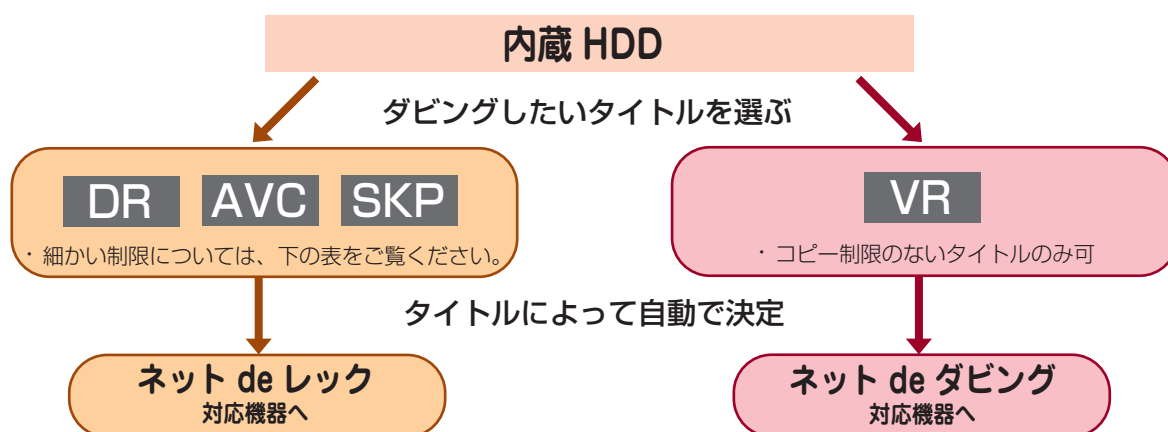 内蔵 HDD
ダビングしたいタイトルを選ぶ
DR AVC SKP
・細かい制限については、下の表をご覧ください。
VR
・コピー制限のないタイトルのみ可
タイトルによって自動で決定
ネット de レック
対応機器へ
ネット de ダビング
対応機器へ